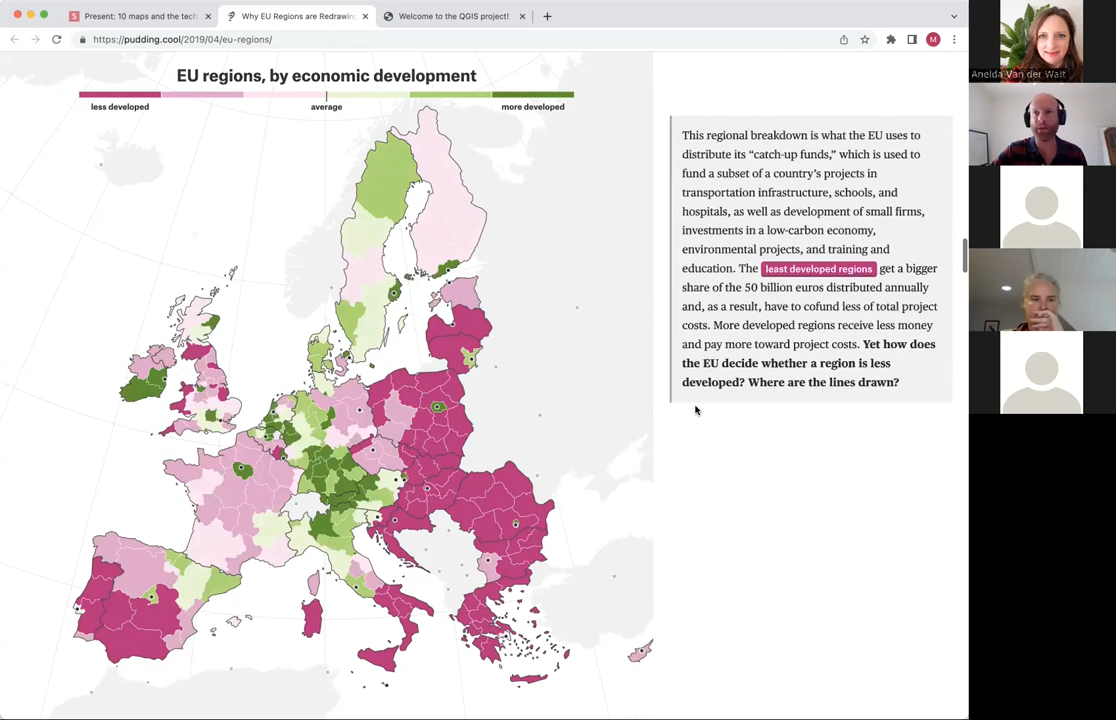 Present: 10 maps and the tech
Why EU Regions are Redrawin
Welcome to the QGIS project!
https://pudding.cool/2019/04/eu-regions/
M
EU regions, by economic development
less developed
average
more developed
This regional breakdown is what the EU uses to
distribute its “catch-up funds,” which is used to
fund a subset of a country’s projects in
transportation infrastructure, schools, and
hospitals, as well as development of small firms,
investments in a low-carbon economy,
environmental projects, and training and
education. The least developed regions get a bigger
share of the 50 billion euros distributed annually
and, as a result, have to cofund less of total project
costs. More developed regions receive less money
and pay more toward project costs. Yet how does
the EU decide whether a region is less
developed? Where are the lines drawn?
Anelda Van der Walt